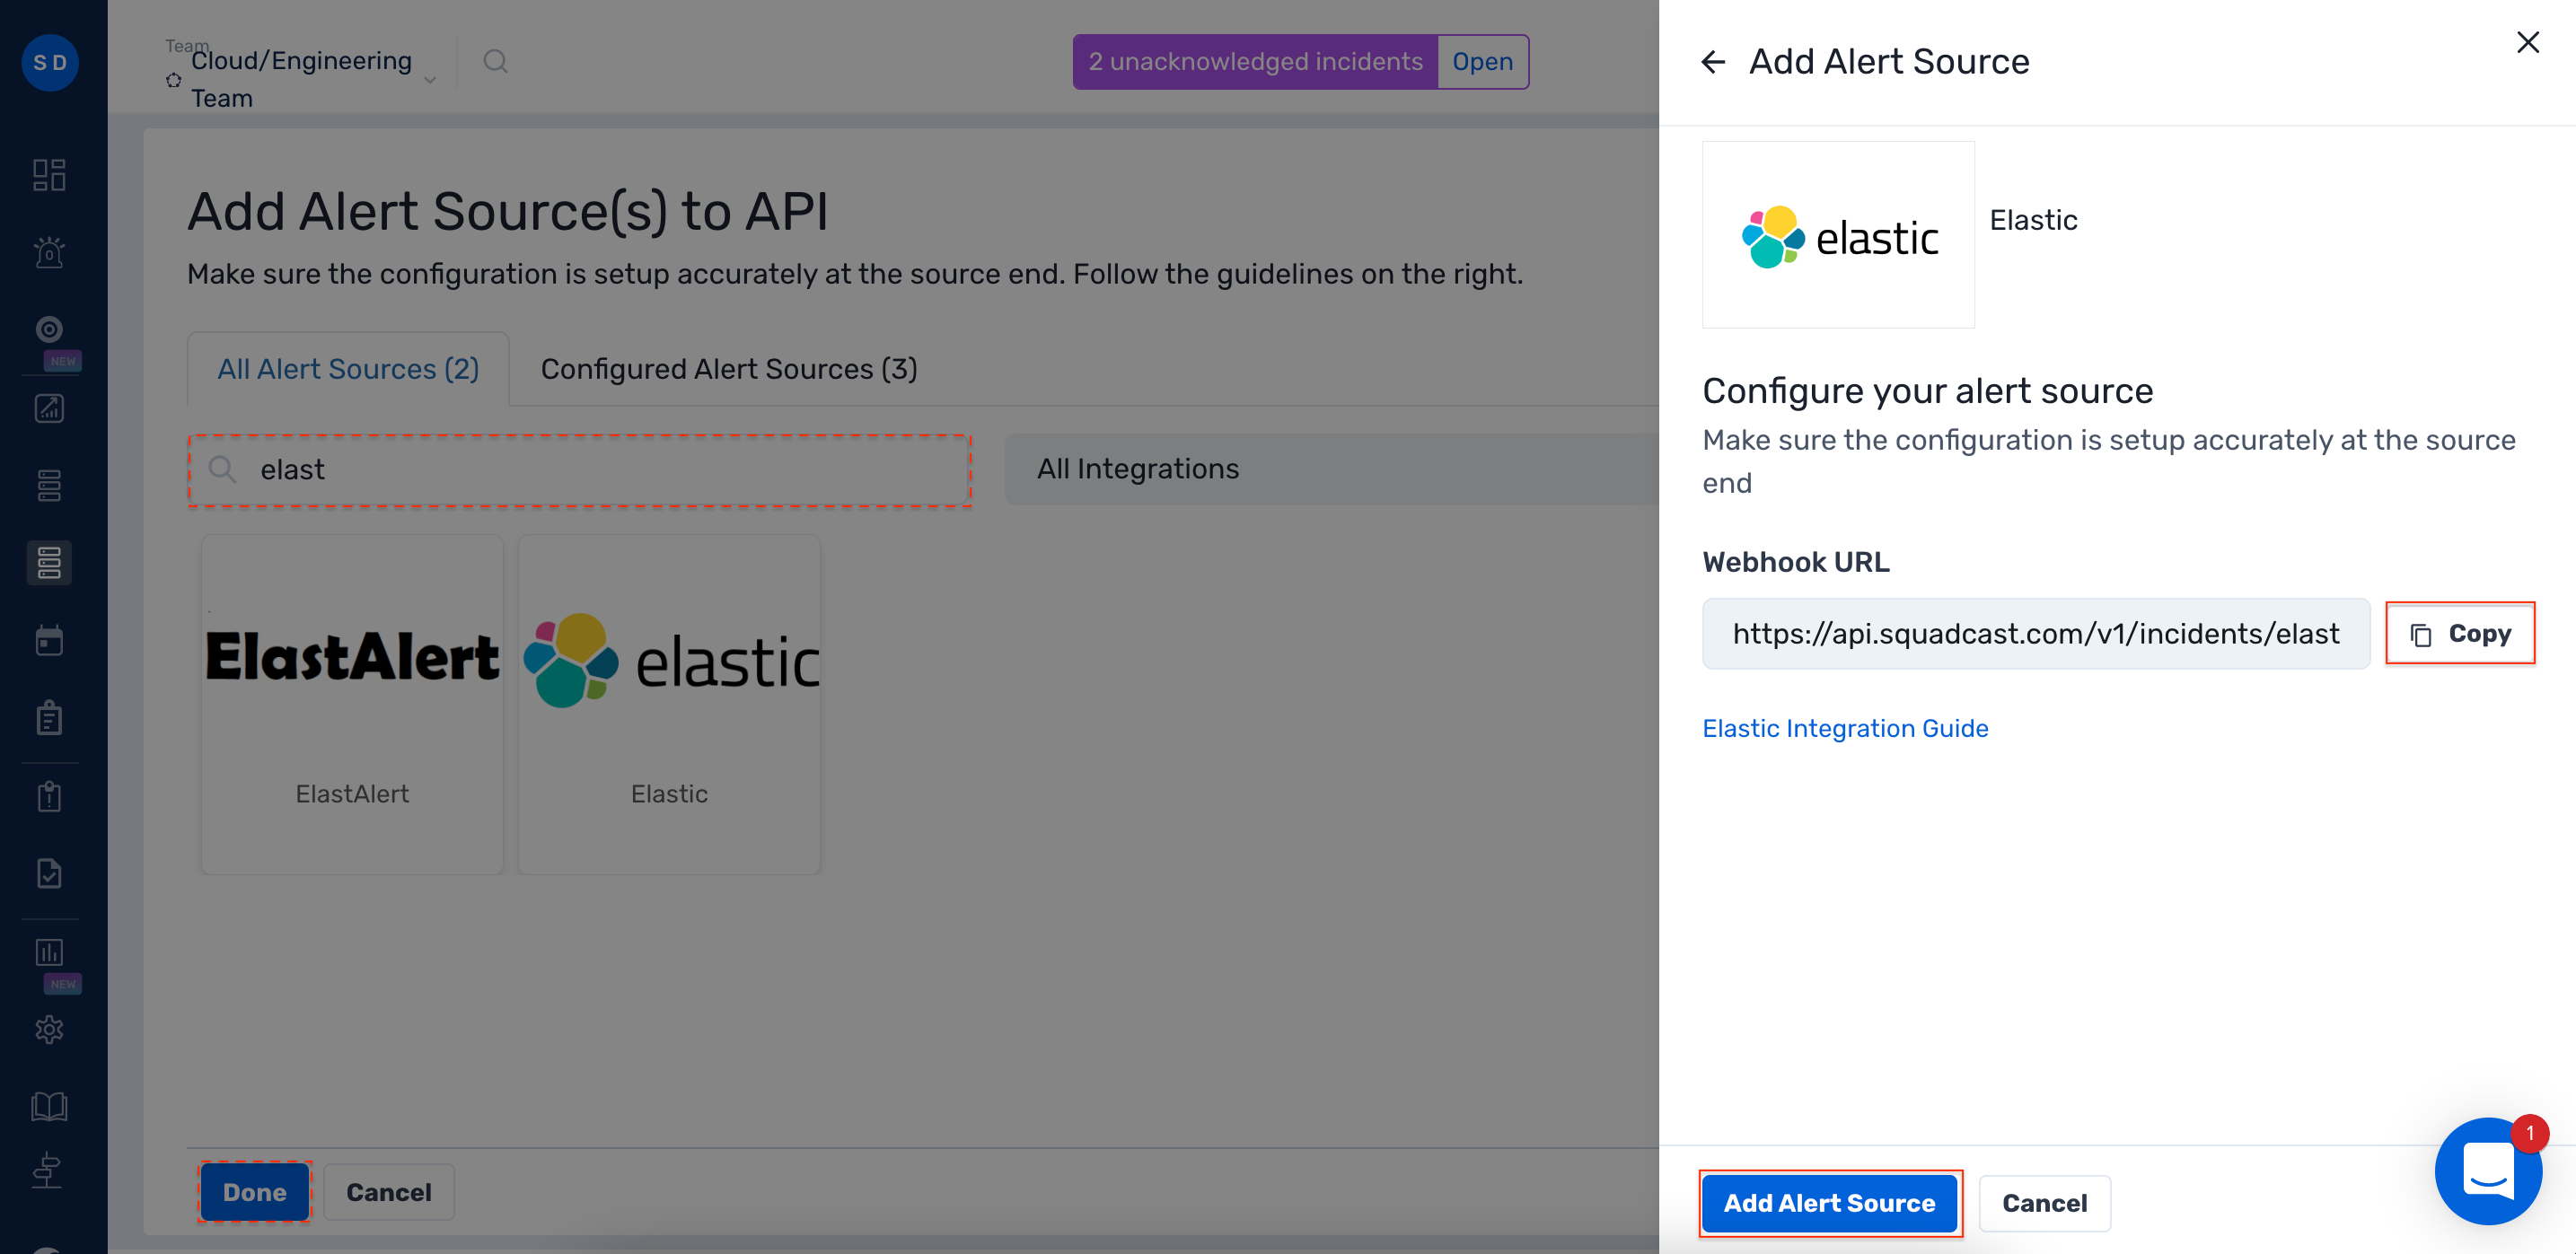 S D
Team
Cloud/Engineering
Team
2 unacknowledged incidents
Open
NEW
Add Alert Source(s) to API
Make sure the configuration is setup accurately at the source end. Follow the guidelines on the right.
All Alert Sources (2)
Configured Alert Sources (3)
elast
All Integrations
ElastAlert
elastic
ElastAlert
Elastic
NEW
Done
Cancel
Add Alert Source
elastic
Elastic
Configure your alert source
Make sure the configuration is setup accurately at the source
end
Webhook URL
https://api.squadcast.com/v1/incidents/elast
Copy
Elastic Integration Guide
Add Alert Source
Cancel
1